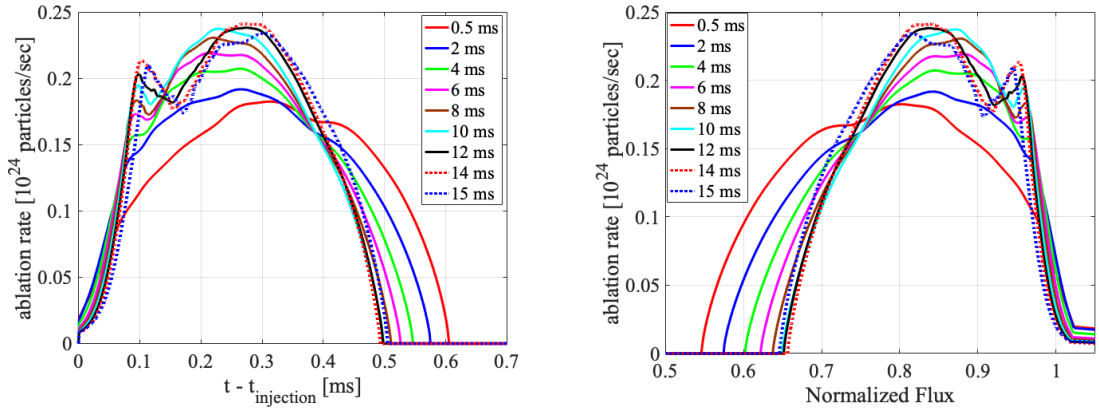 ablation rate [10^24 particles/sec]
0.25
0.2
0.15
0.1
0.05
0
0 0.1 0.2 0.3 0.4 0.5 0.6 0.7
t - t_injection [ms]
0.5 ms
2 ms
4 ms
6 ms
8 ms
10 ms
12 ms
14 ms
15 ms
ablation rate [10^24 particles/sec]
0.25
0.2
0.15
0.1
0.05
0
0.5 0.6 0.7 0.8 0.9 1
Normalized Flux
0.5 ms
2 ms
4 ms
6 ms
8 ms
10 ms
12 ms
14 ms
15 ms